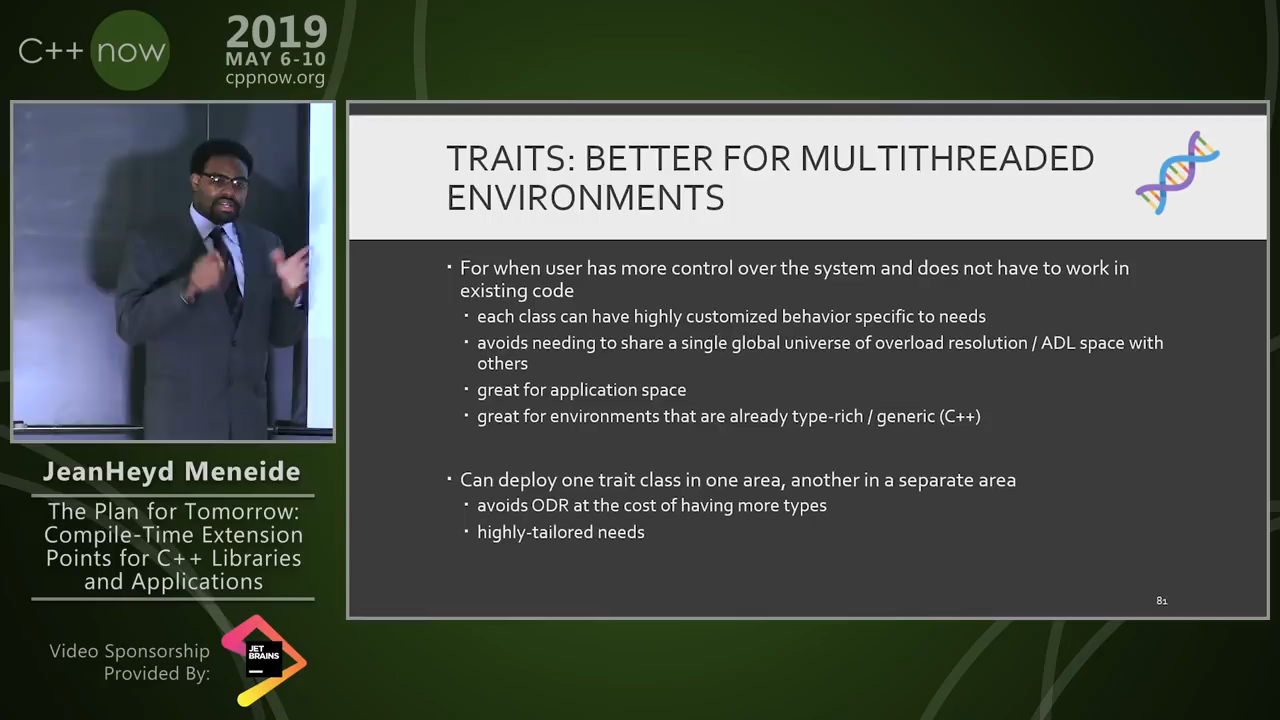 C++ now
2019
MAY 6-10
cppnow.org
TRAITS: BETTER FOR MULTITHREADED
ENVIRONMENTS
▪ For when user has more control over the system and does not have to work in
existing code
▪ each class can have highly customized behavior specific to needs
▪ avoids needing to share a single global universe of overload resolution / ADL space with
others
▪ great for application space
▪ great for environments that are already type-rich / generic (C++)
▪ Can deploy one trait class in one area, another in a separate area
▪ avoids ODR at the cost of having more types
▪ highly-tailored needs
81
JeanHeyd Meneide
The Plan for Tomorrow:
Compile-Time Extension
Points for C++ Libraries
and Applications
Video Sponsorship
Provided By:
JET
BRAINS